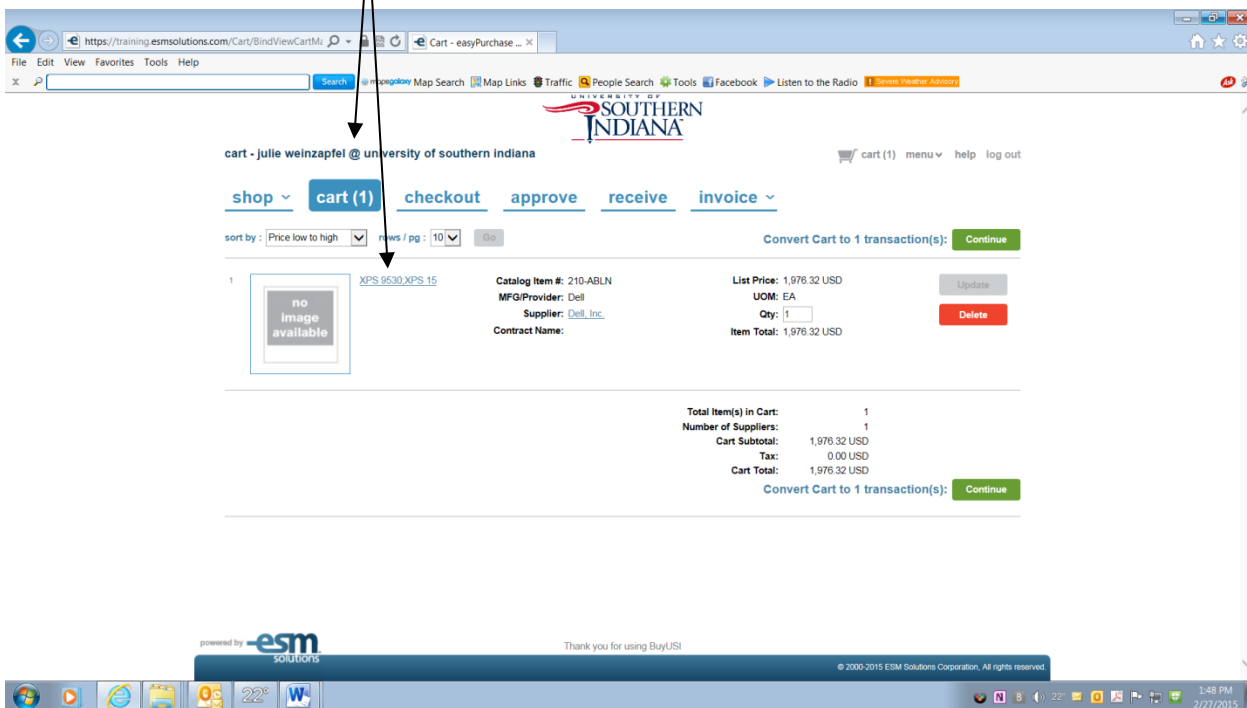 https://training.esmsolutions.com/Cart/BindViewCartMa
Cart - easyPurchase ...
File Edit View Favorites Tools Help
x Search mapsgalaxy Map Search Map Links Traffic People Search Tools Facebook Listen to the Radio Severe Weather Advisory Ask
UNIVERSITY OF
SOUTHERN
INDIANA
cart - julie weinzapfel @ university of southern indiana cart (1) menu help log out
shop cart (1) checkout approve receive invoice
sort by : Price low to high rows / pg : 10 Go Convert Cart to 1 transaction(s): Continue
1 XPS 9530,XPS 15 Catalog Item #: 210-ABLN List Price: 1,976.32 USD Update
no MFG/Provider: Dell UOM: EA
image Supplier: Dell, Inc. Qty: 1 Delete
available Contract Name: Item Total: 1,976.32 USD
Total Item(s) in Cart: 1
Number of Suppliers: 1
Cart Subtotal: 1,976.32 USD
Tax: 0.00 USD
Cart Total: 1,976.32 USD
Convert Cart to 1 transaction(s): Continue
powered by esm solutions Thank you for using BuyUSI
© 2000-2015 ESM Solutions Corporation, All rights reserved.
22° 22° 1:48 PM
2/27/2015